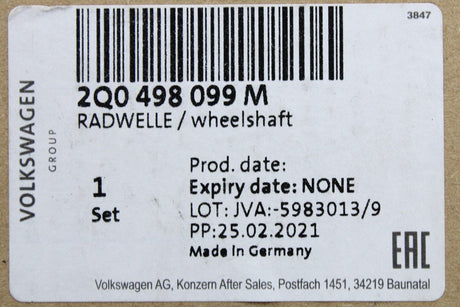 3847
VOLKSWAGEN
GROUP
2Q0 498 099 M
RADWELLE / wheelshaft
1
Set
Prod. date:
Expiry date: NONE
LOT: JVA:-5983013/9
PP:25.02.2021
Made in Germany
EAC
Volkswagen AG, Konzern After Sales, Postfach 1451, 34219 Baunatal